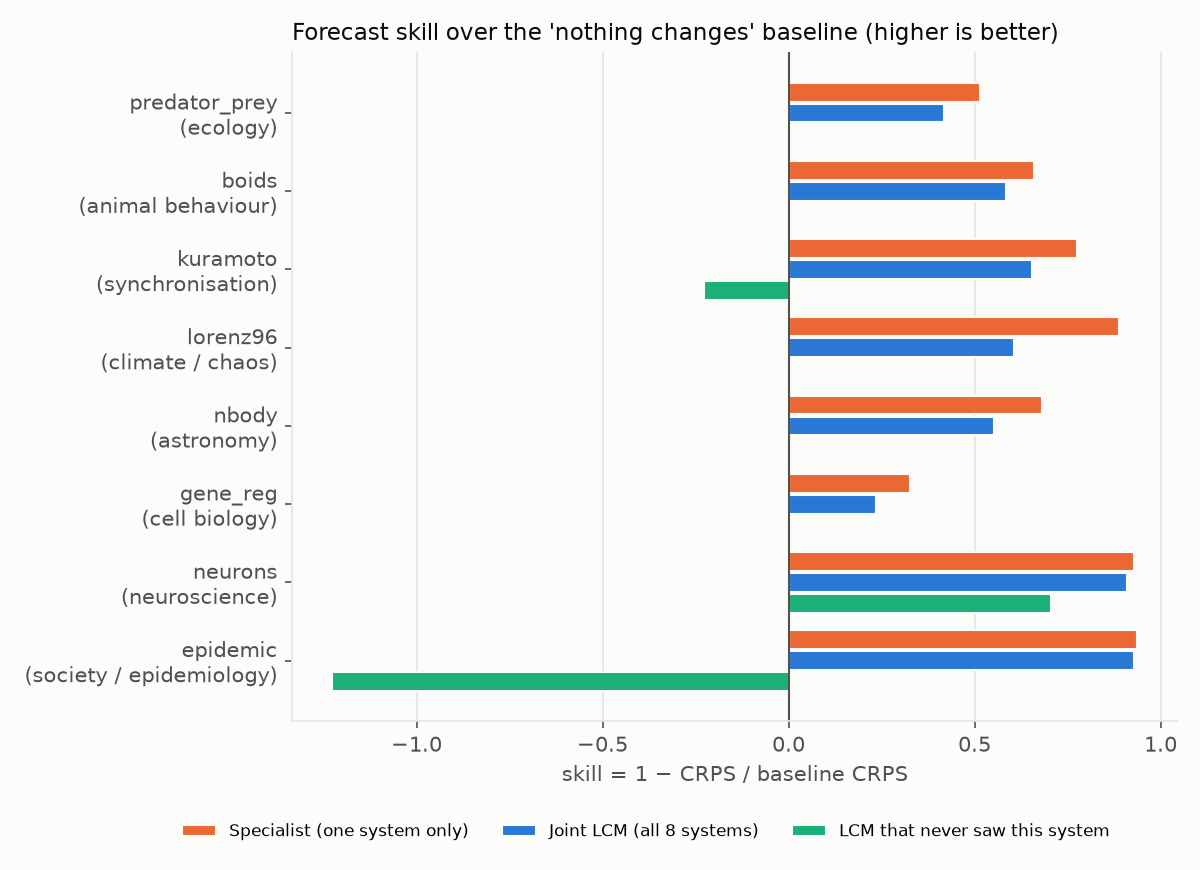 Forecast skill over the 'nothing changes' baseline (higher is better)
predator_prey
(ecology)
boids
(animal behaviour)
kuramoto
(synchronisation)
lorenz96
(climate / chaos)
nbody
(astronomy)
gene_reg
(cell biology)
neurons
(neuroscience)
epidemic
(society / epidemiology)
−1.0 −0.5 0.0 0.5 1.0
skill = 1 − CRPS / baseline CRPS
Specialist (one system only) Joint LCM (all 8 systems) LCM that never saw this system